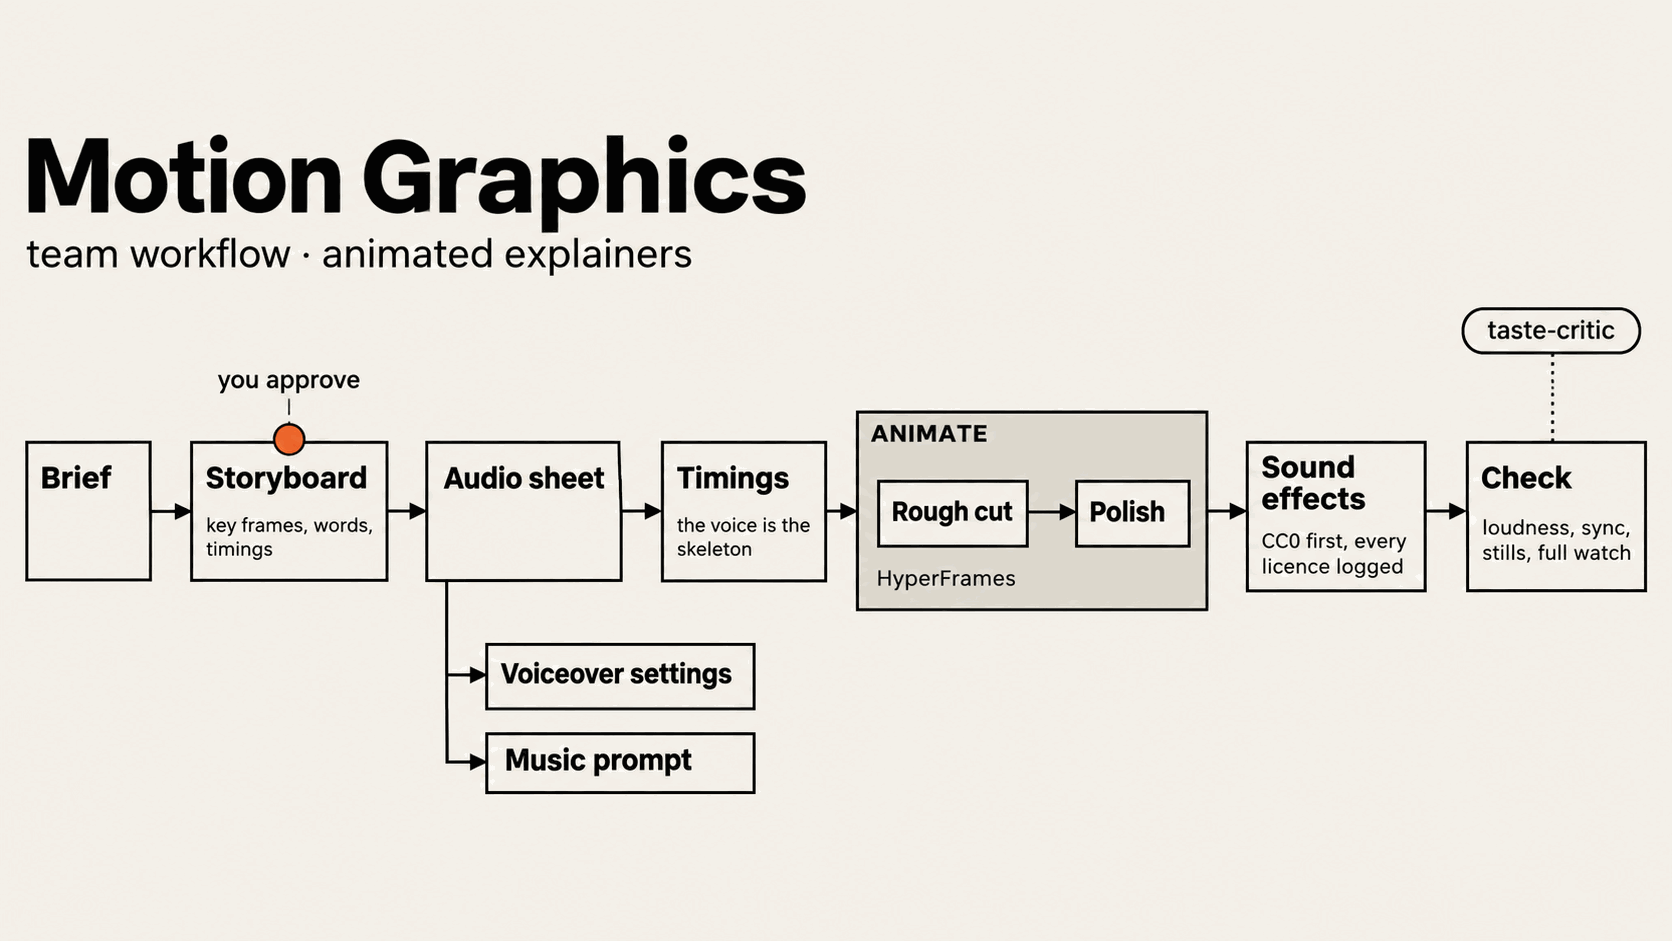 Motion Graphics
team workflow · animated explainers
taste-critic
you approve
Brief
Storyboard
key frames, words,
timings
Audio sheet
Timings
the voice is the
skeleton
ANIMATE
Rough cut
Polish
HyperFrames
Sound
effects
CC0 first, every
licence logged
Check
loudness, sync,
stills, full watch
Voiceover settings
Music prompt